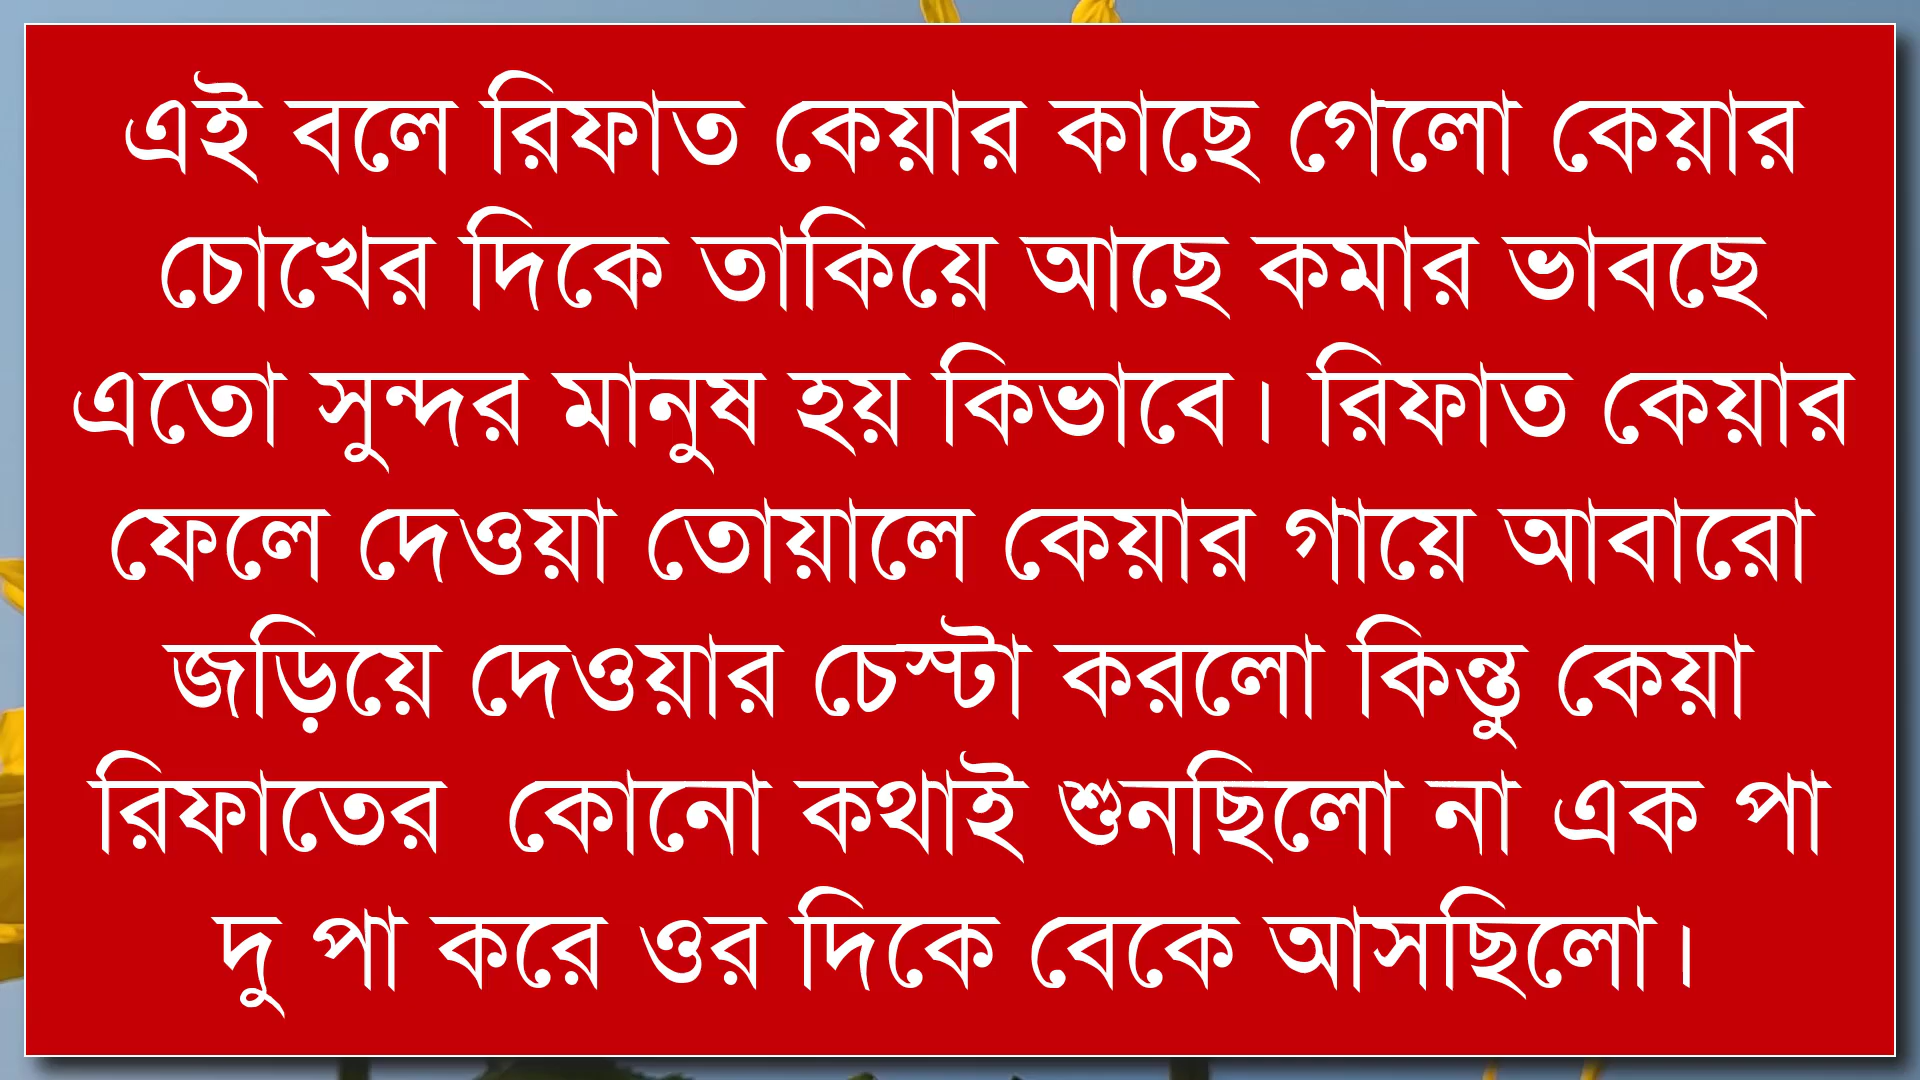 এই বলে রিফাত কেয়ার কাছে গেলো কেয়ার
চোখের দিকে তাকিয়ে আছে কমার ভাবছে
এতো সুন্দর মানুষ হয় কিভাবে। রিফাত কেয়ার
ফেলে দেওয়া তোয়ালে কেয়ার গায়ে আবারো
জড়িয়ে দেওয়ার চেস্টা করলো কিন্তু কেয়া
রিফাতের কোনো কথাই শুনছিলো না এক পা
দু পা করে ওর দিকে বেকে আসছিলো।